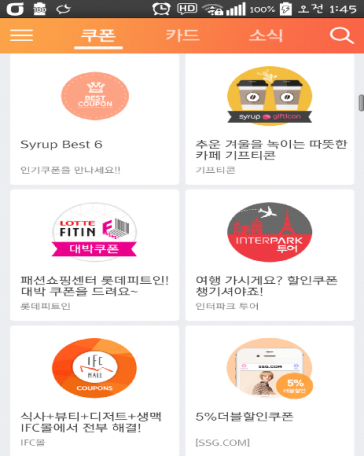 HD 100% 오전 1:45
쿠폰 카드 소식
BEST
COUPON
Syrup Best 6
인기쿠폰을 만나세요!!
syrup gifticon
추운 겨울을 녹이는 따뜻한
카페 기프티콘
기프티콘
LOTTE
FITIN
대박쿠폰
패션쇼핑센터 롯데피트인!
대박 쿠폰을 드려요~
롯데피트인
INTERPARK
투어
여행 가시게요? 할인쿠폰
챙기셔야죠!
인터파크 투어
IFC
MALL
COUPONS
식사+뷰티+디저트+생맥
IFC몰에서 전부 해결!
IFC몰
SSG.COM
5%
더블할인
5%더블할인쿠폰
[SSG.COM]